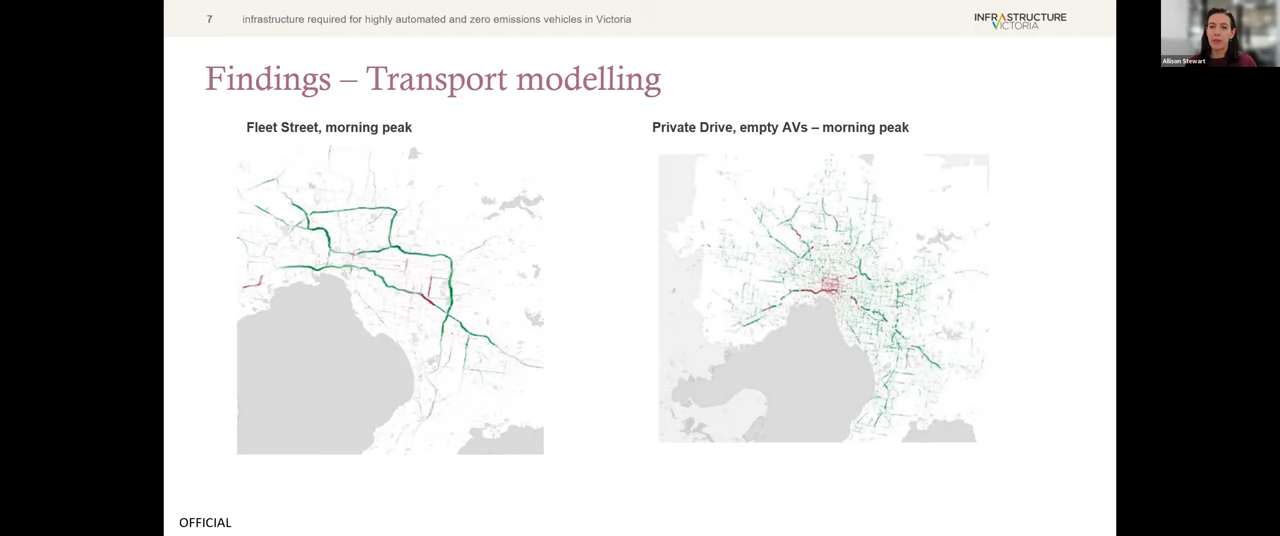 7 infrastructure required for highly automated and zero emissions vehicles in Victoria
INFRASTRUCTURE
VICTORIA
Allison Stewart
Findings – Transport modelling
Fleet Street, morning peak
Private Drive, empty AVs – morning peak
OFFICIAL